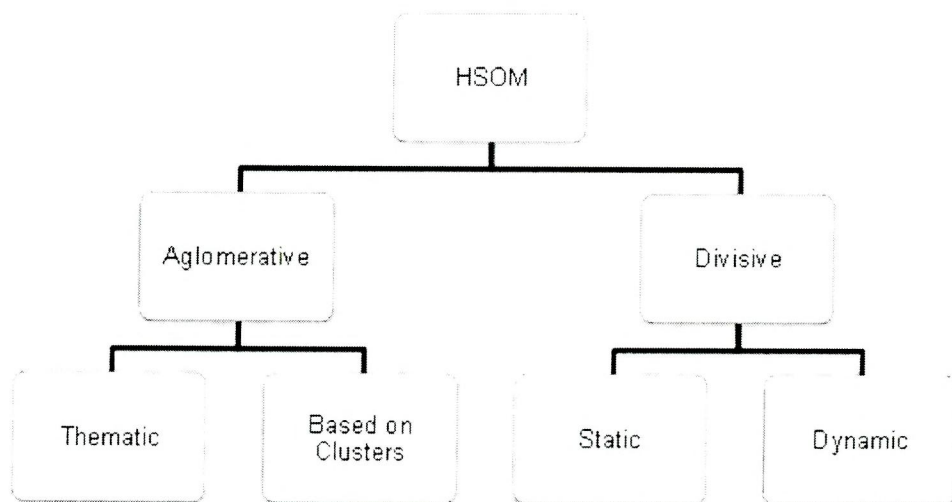 HSOM
Aglomerative
Divisive
Thematic
Based on
Clusters
Static
Dynamic